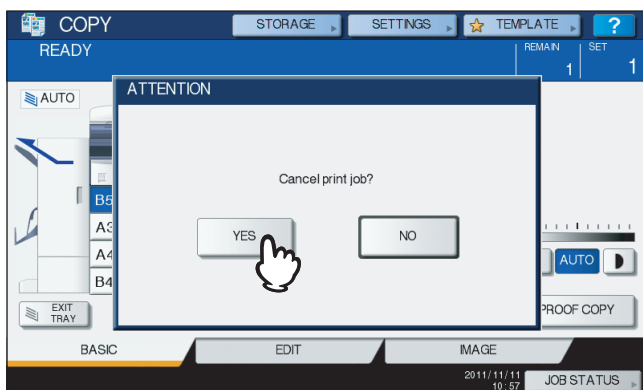 COPY
STORAGE
SETTINGS
TEMPLATE
?
READY
REMAIN
1
SET
1
AUTO
ATTENTION
Cancel print job?
YES
NO
B5
A3
A4
B4
AUTO
EXIT
TRAY
PROOF COPY
BASIC
EDIT
IMAGE
2011/11/11
10:57
JOB STATUS